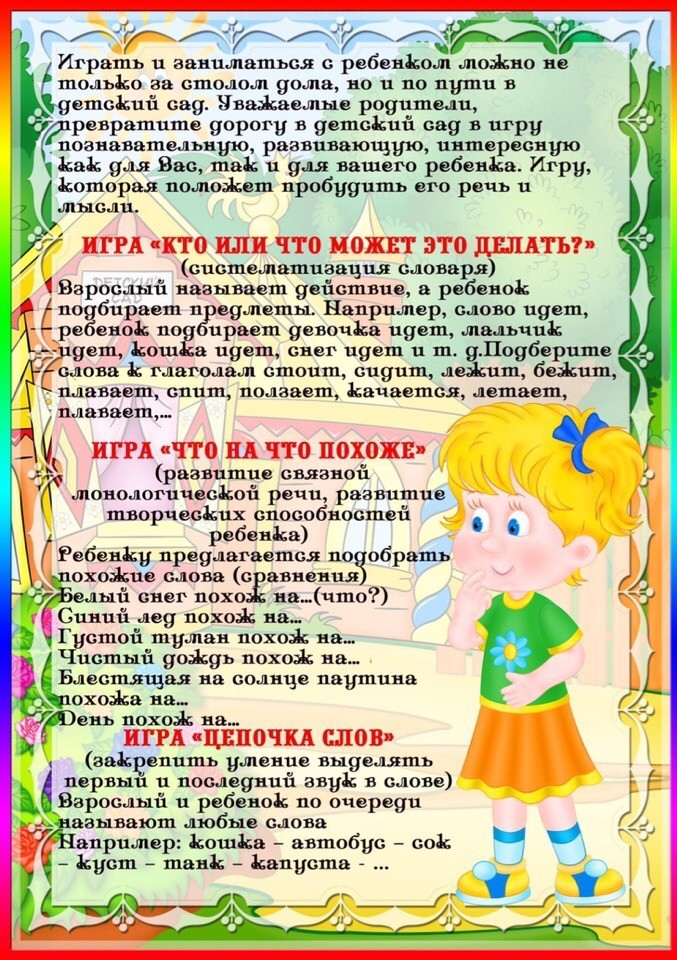 Играть и заниматься с ребенком можно не
только за столом дома, но и по пути в
детский сад. Уважаемые родители,
превратите дорогу в детский сад в игру
познавательную, развивающую, интересную
как для Вас, так и для вашего ребенка. Игру,
которая поможет пробудить его речь и
мысли.
ИГРА «КТО ИЛИ ЧТО МОЖЕТ ЭТО ДЕЛАТЬ?»
(систематизация словаря)
ДЕТСКИЙ
САД
Взрослый называет действие, а ребенок
подбирает предметы. Например, слово идет,
ребенок подбирает девочка идет, мальчик
идет, кошка идет, снег идет и т. д.Подберите
слова к глаголам стоит, сидит, лежит, бежит,
плавает, спит, ползает, качается, летает,
плавает,...
ИГРА «ЧТО НА ЧТО ПОХОЖЕ»
(развитие связной
монологической речи, развитие
творческих способностей
ребенка)
Ребенку предлагается подобрать
похожие слова (сравнения)
Белый снег похож на...(что?)
Синий лед похож на...
Густой туман похож на...
Чистый дождь похож на...
Блестящая на солнце паутина
похожа на...
День похож на...
ИГРА «ЦЕПОЧКА СЛОВ»
(закрепить умение выделять
первый и последний звук в слове)
Взрослый и ребенок по очереди
называют любые слова
Например: кошка – автобус – сок
– куст – танк – капуста - ...